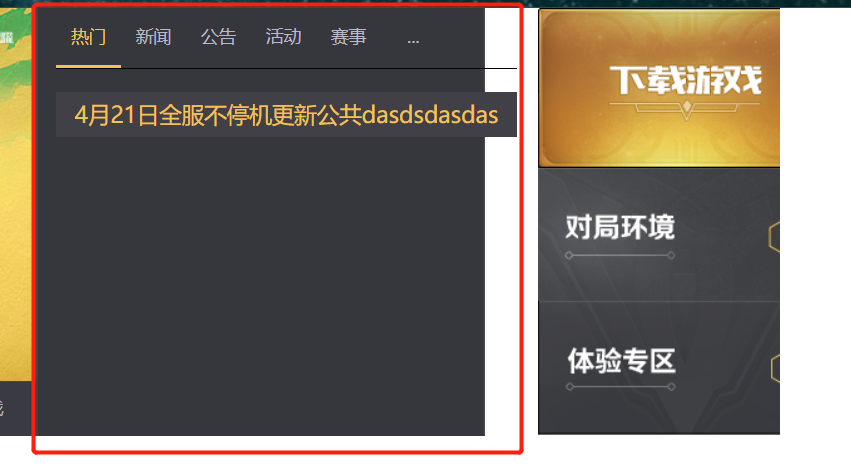 热门 新闻 公告 活动 赛事 ...
4月21日全服不停机更新公共dasdsdasdas
下载游戏
对局环境
体验专区